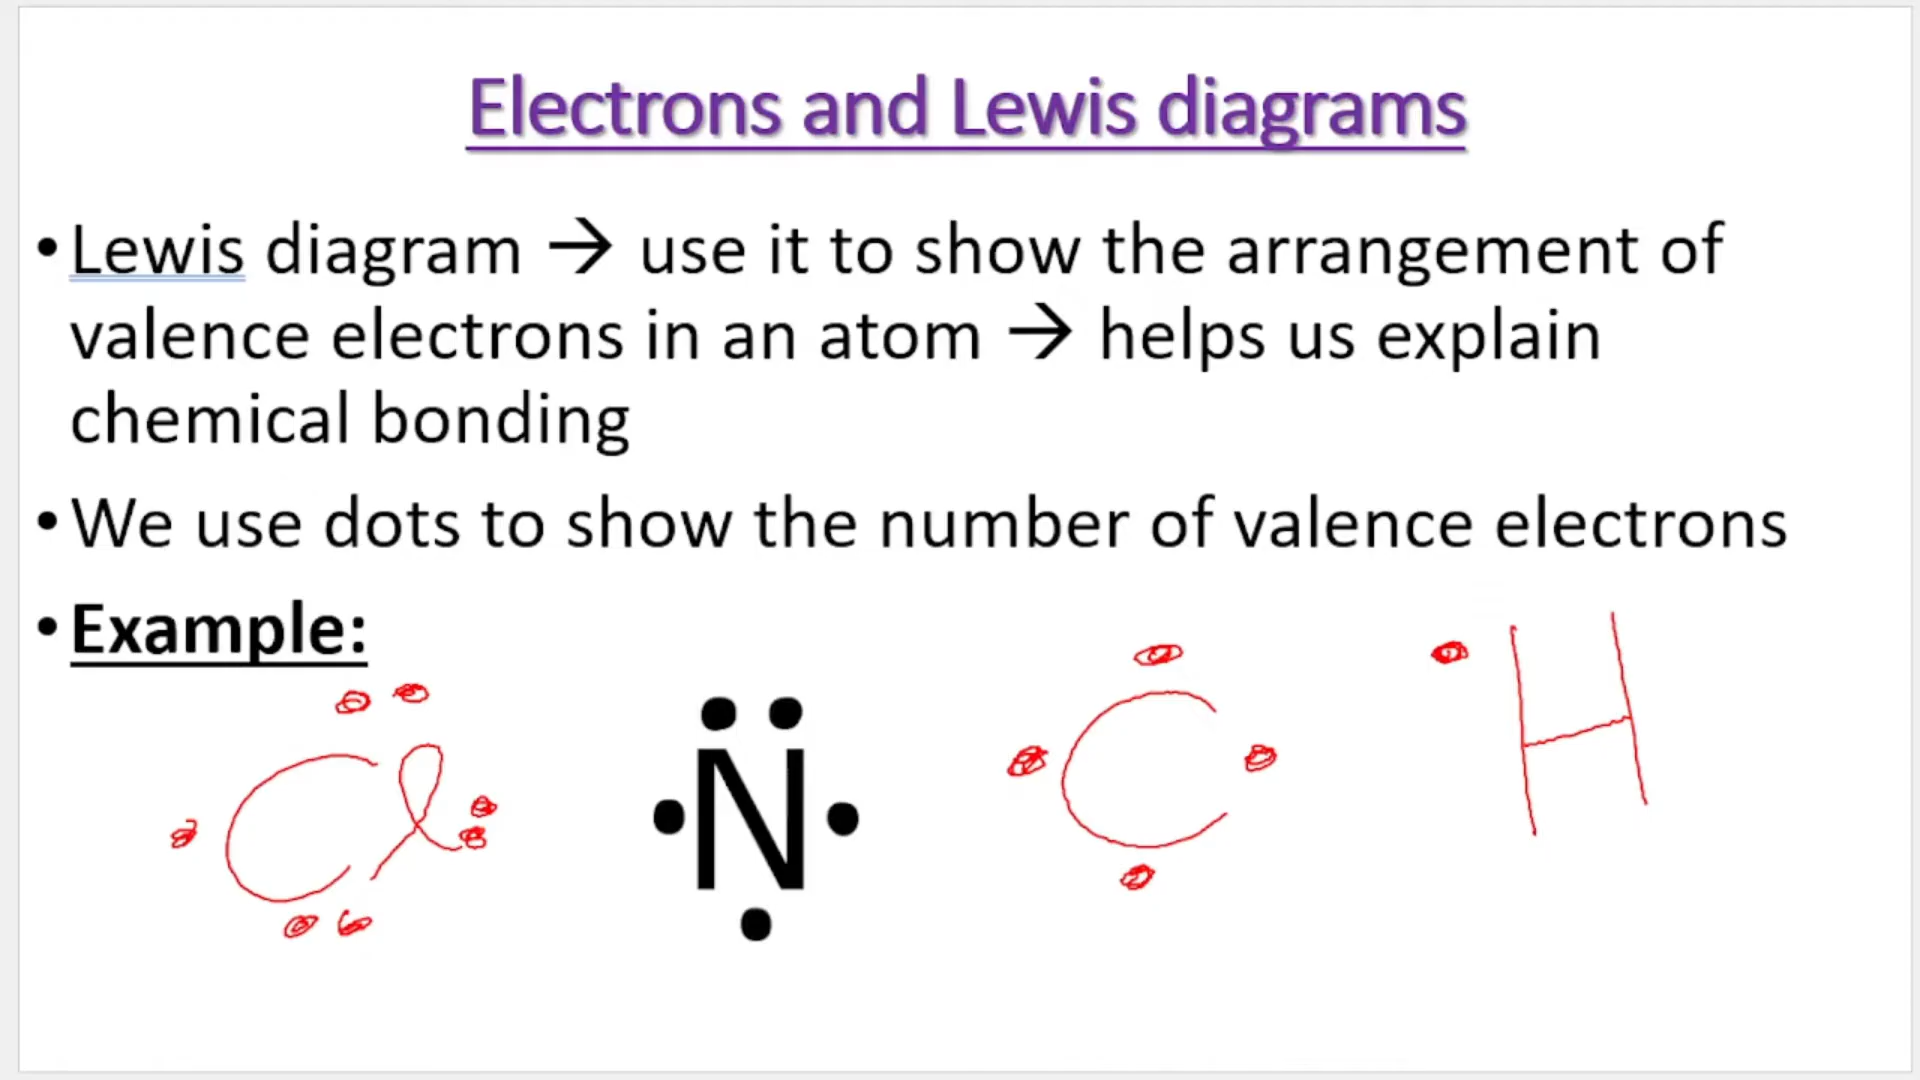 Electrons and Lewis diagrams
• Lewis diagram → use it to show the arrangement of
valence electrons in an atom → helps us explain
chemical bonding
• We use dots to show the number of valence electrons
• Example:
Cl N C H